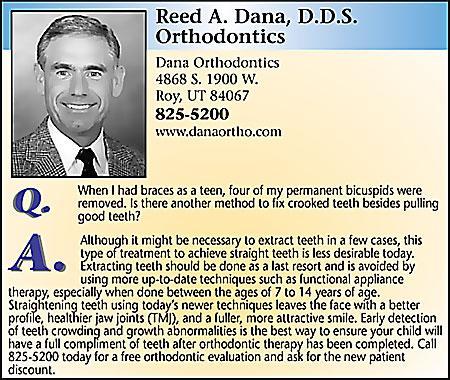 Reed A. Dana, D.D.S.
Orthodontics
Dana Orthodontics
4868 S. 1900 W.
Roy, UT 84067
825-5200
www.danaortho.com
Q. When I had braces as a teen, four of my permanent bicuspids were
removed. Is there another method to fix crooked teeth besides pulling
good teeth?
A. Although it might be necessary to extract teeth in a few cases, this
type of treatment to achieve straight teeth is less desirable today.
Extracting teeth should be done as a last resort and is avoided by
using more up-to-date techniques such as functional appliance
therapy, especially when done between the ages of 7 to 14 years of age.
Straightening teeth using today's newer techniques leaves the face with a better
profile, healthier jaw joints (TMJ), and a fuller, more attractive smile. Early detection
of teeth crowding and growth abnormalities is the best way to ensure your child will
have a full compliment of teeth after orthodontic therapy has been completed. Call
825-5200 today for a free orthodontic evaluation and ask for the new patient
discount.